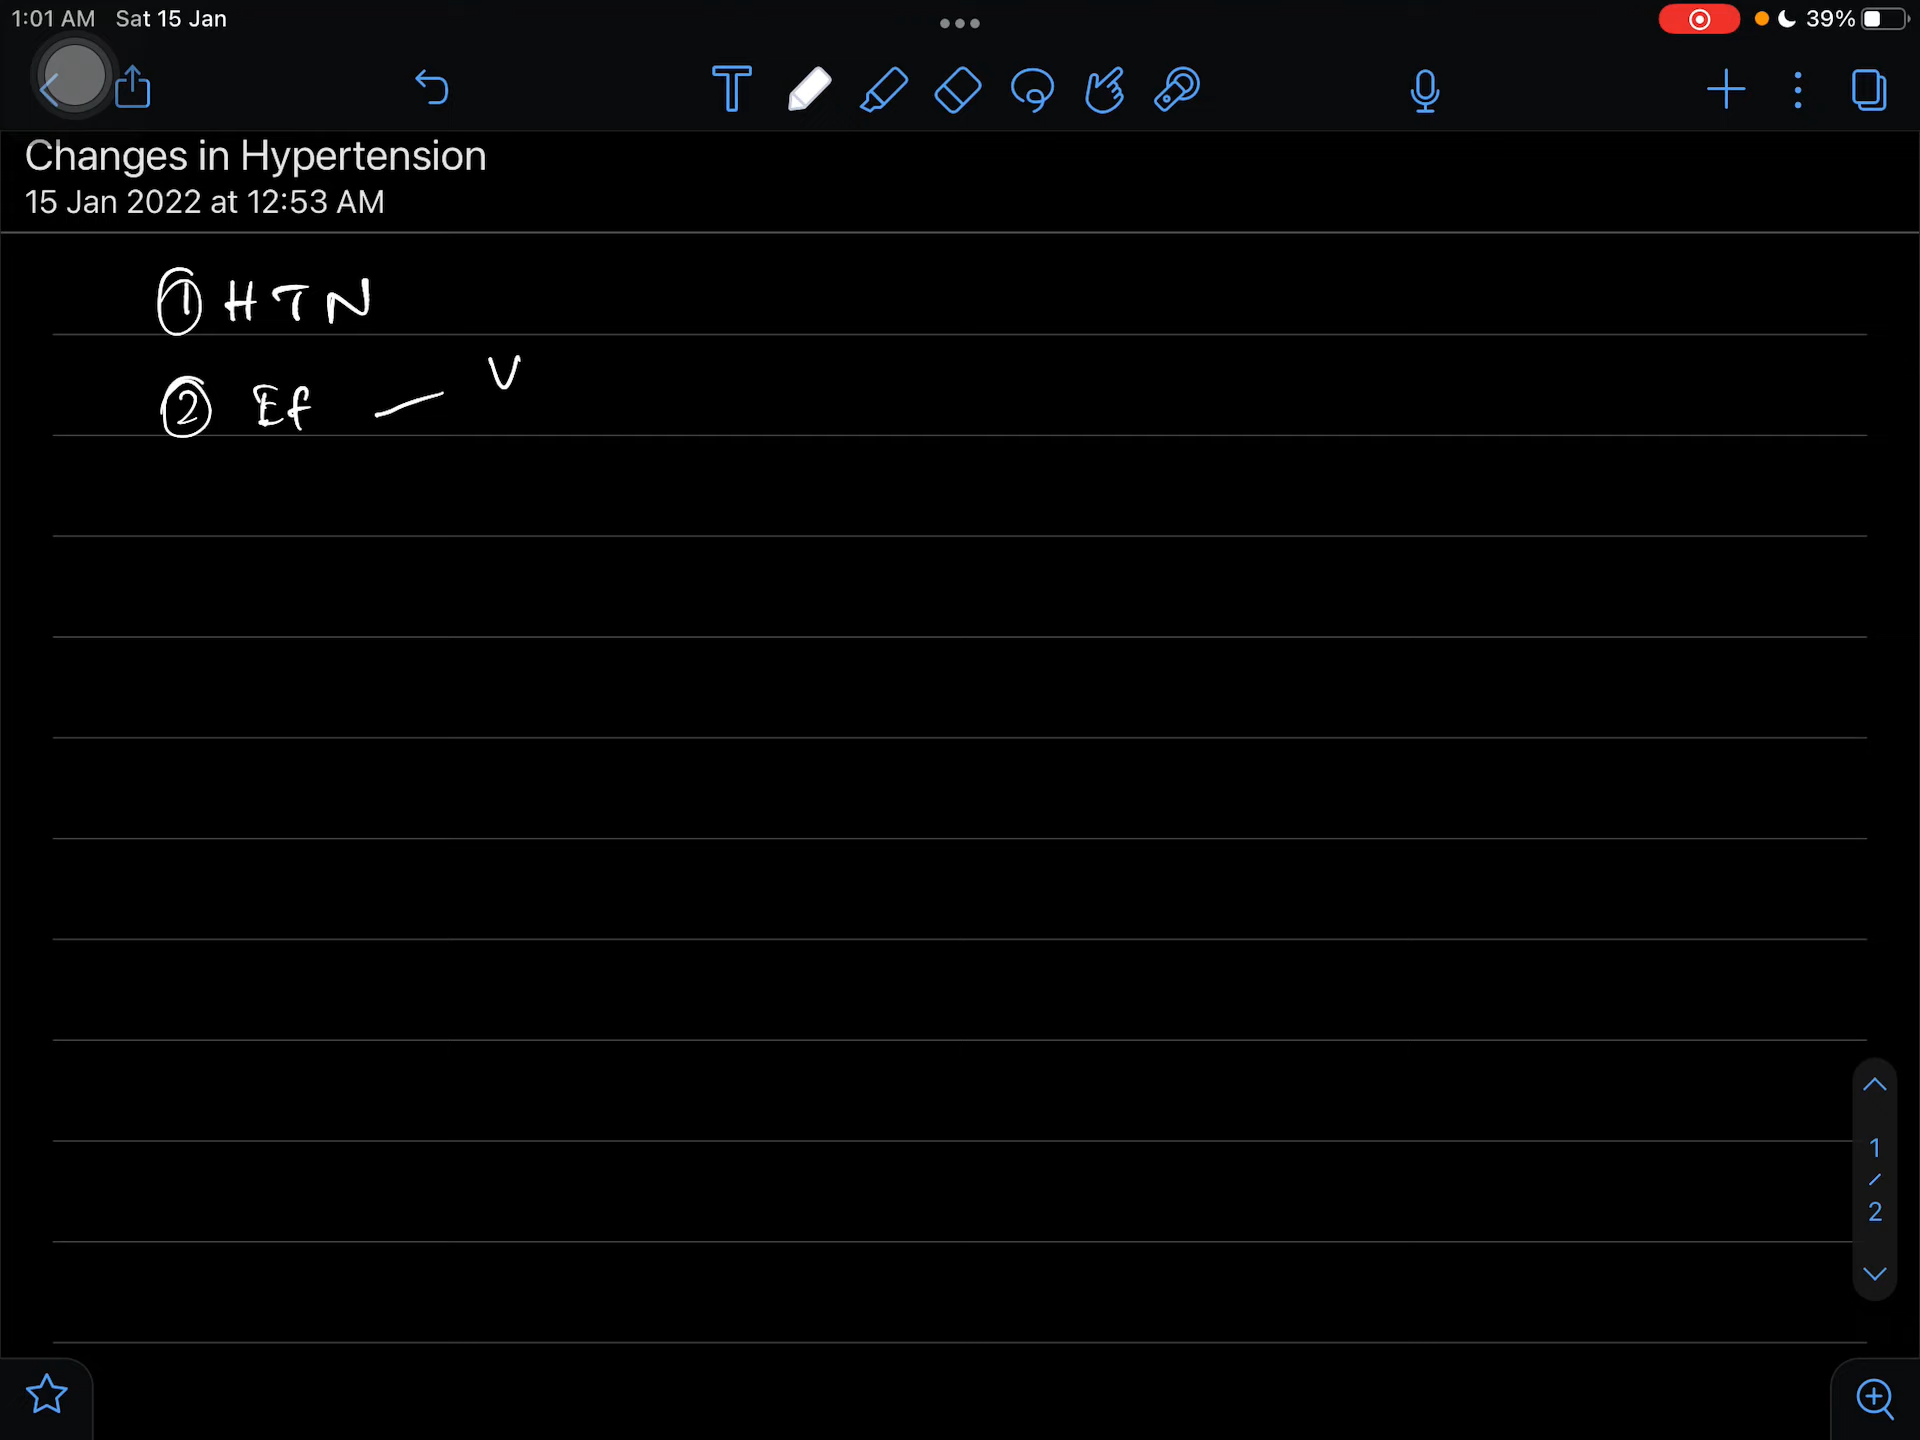 1:01 AM Sat 15 Jan
39%
Changes in Hypertension
15 Jan 2022 at 12:53 AM
① HTN
② Ef — V
1
/
2